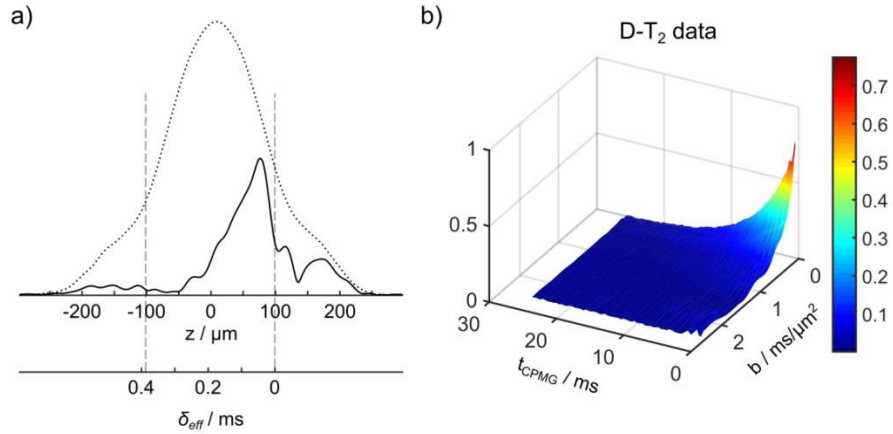 a)
-200 -100 0 100 200
z / µm
0.4 0.2 0
δeff / ms
b)
D-T₂ data
1
0.5
0
30
20
10
0
tCPMG / ms
2
1
0
b / ms/µm²
0.7
0.6
0.5
0.4
0.3
0.2
0.1